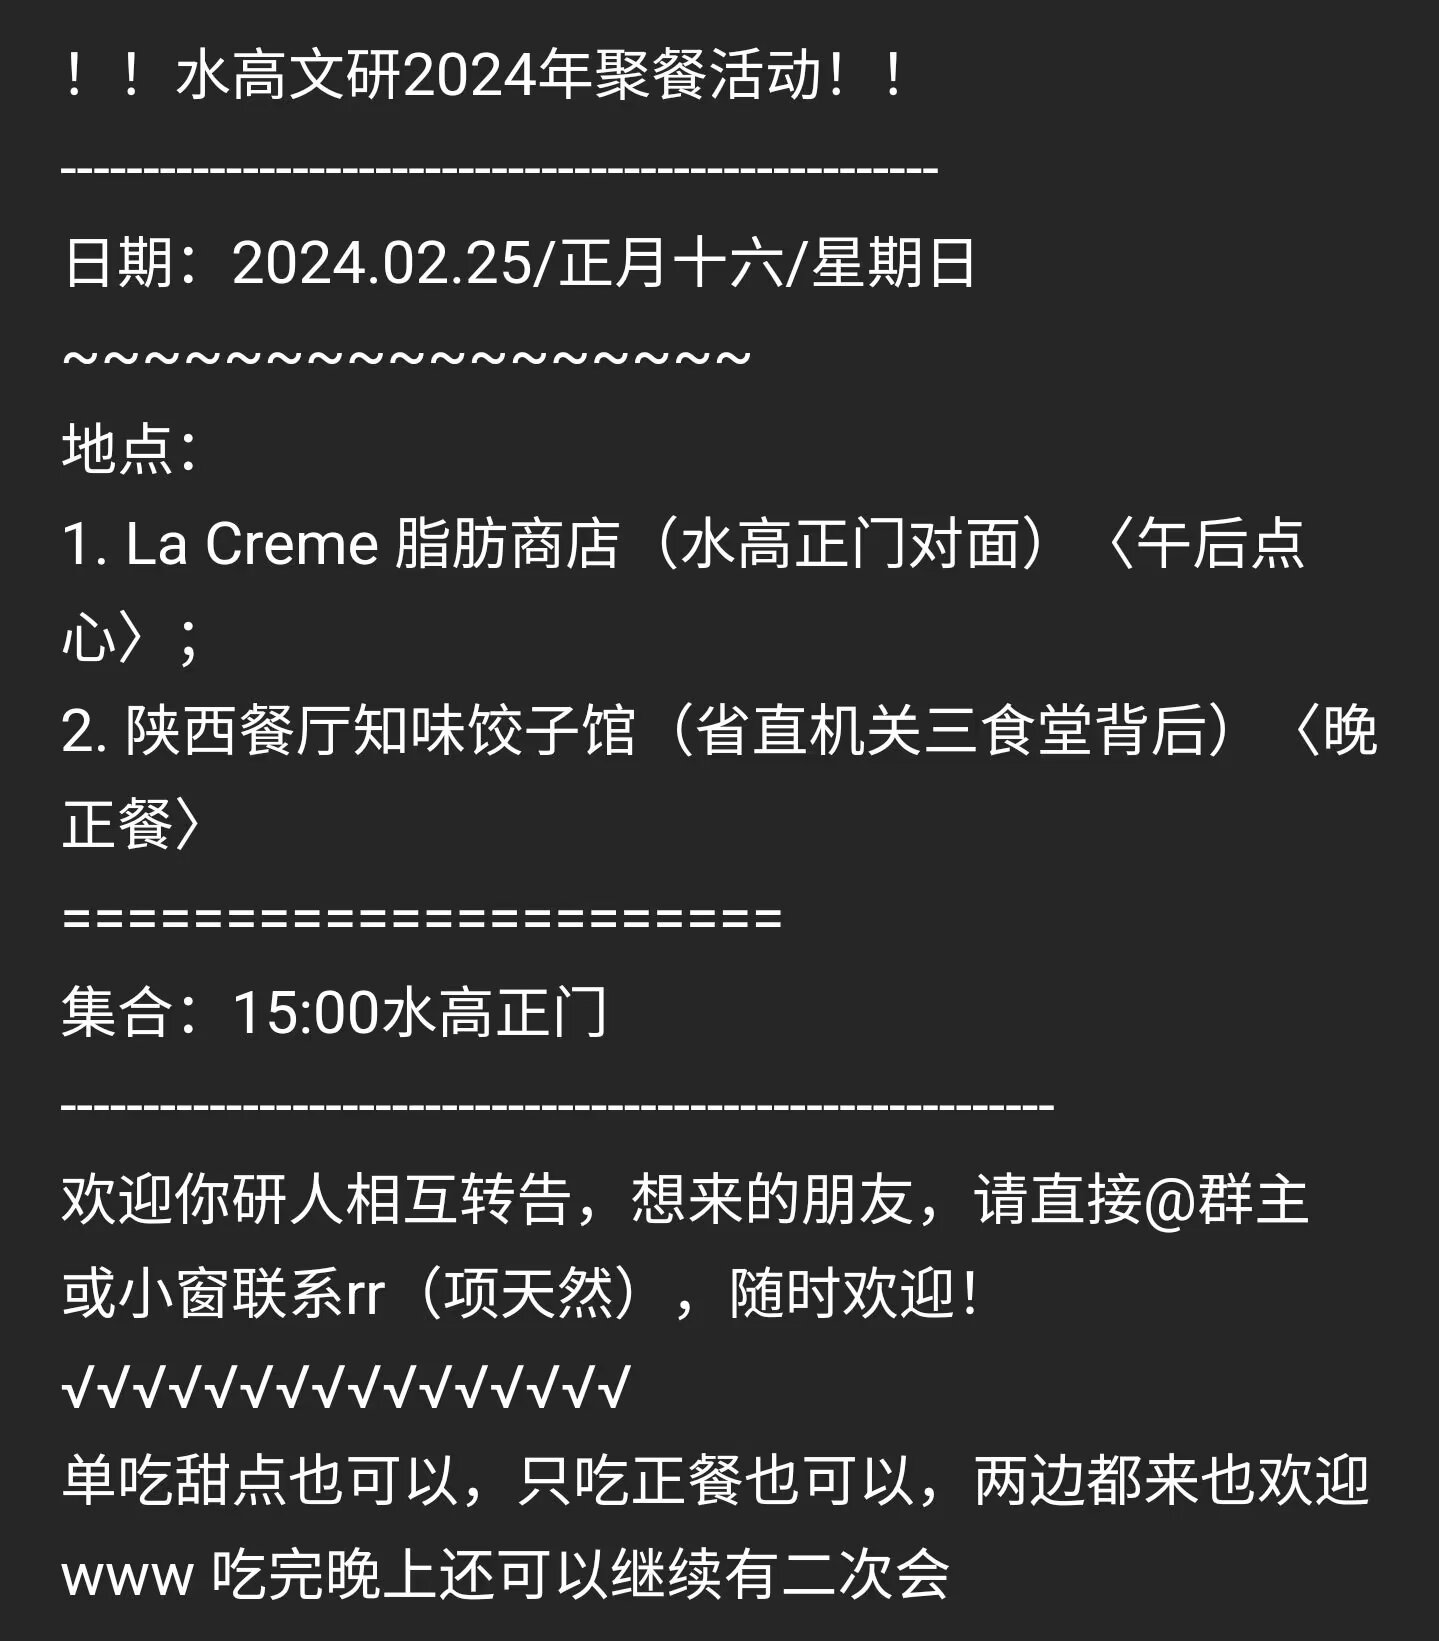 ！！水高文研2024年聚餐活动！！
-----------------------------------------------------
日期：2024.02.25/正月十六/星期日
~~~~~~~~~~~~~~~~~
地点：
1. La Creme 脂肪商店（水高正门对面）〈午后点
心〉；
2. 陕西餐厅知味饺子馆（省直机关三食堂背后）〈晚
正餐〉
======================
集合：15:00水高正门
------------------------------------------------------------
欢迎你研人相互转告，想来的朋友，请直接@群主
或小窗联系rr（项天然），随时欢迎！
√√√√√√√√√√√√√√√√
单吃甜点也可以，只吃正餐也可以，两边都来也欢迎
www 吃完晚上还可以继续有二次会